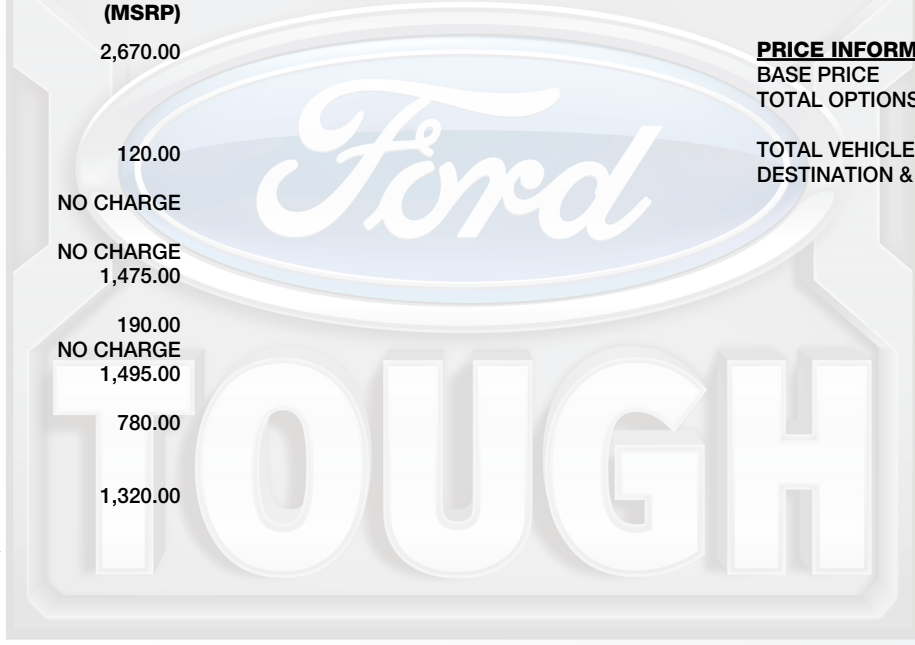 (MSRP)
2,670.00
120.00
NO CHARGE
NO CHARGE
1,475.00
190.00
NO CHARGE
1,495.00
780.00
1,320.00
PRICE INFORM
BASE PRICE
TOTAL OPTIONS
TOTAL VEHICLE
DESTINATION &
Ford
TOUGH